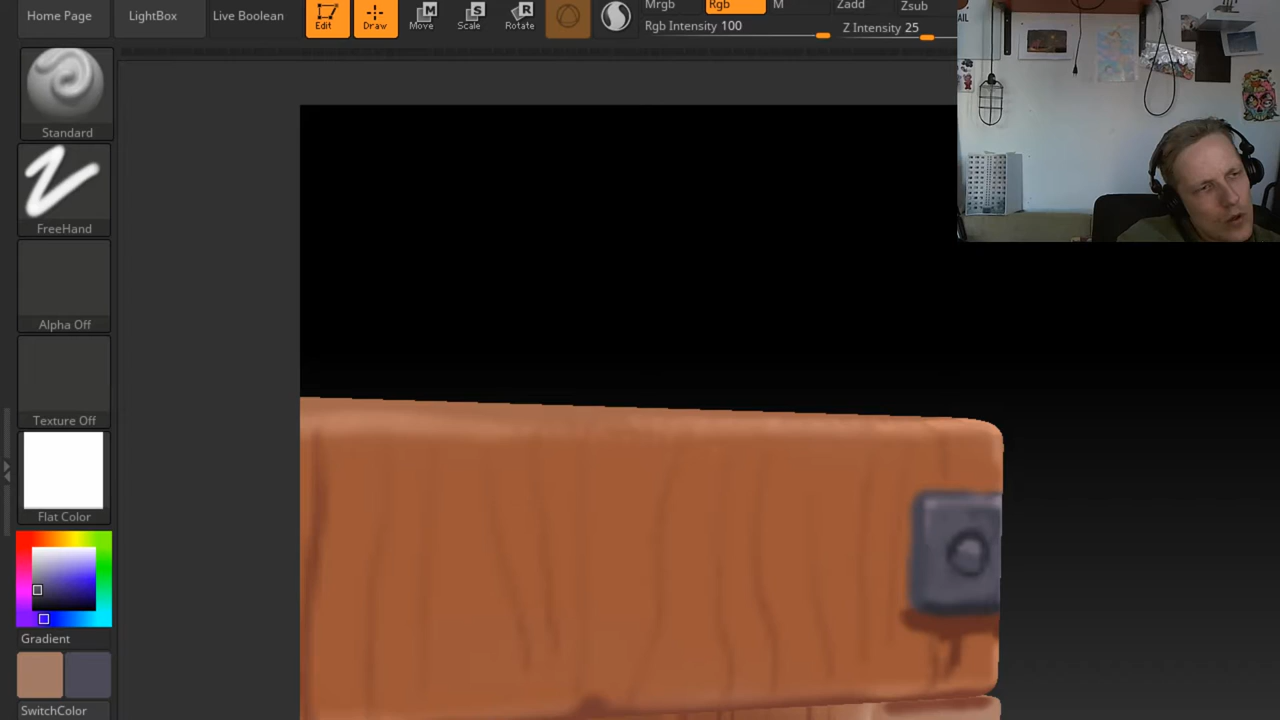 Home Page
LightBox
Live Boolean
Edit
Draw
Move
Scale
Rotate
Mrgb
Rgb
M
Zadd
Zsub
Rgb Intensity 100
Z Intensity 25
Standard
FreeHand
Alpha Off
Texture Off
Flat Color
Gradient
SwitchColor